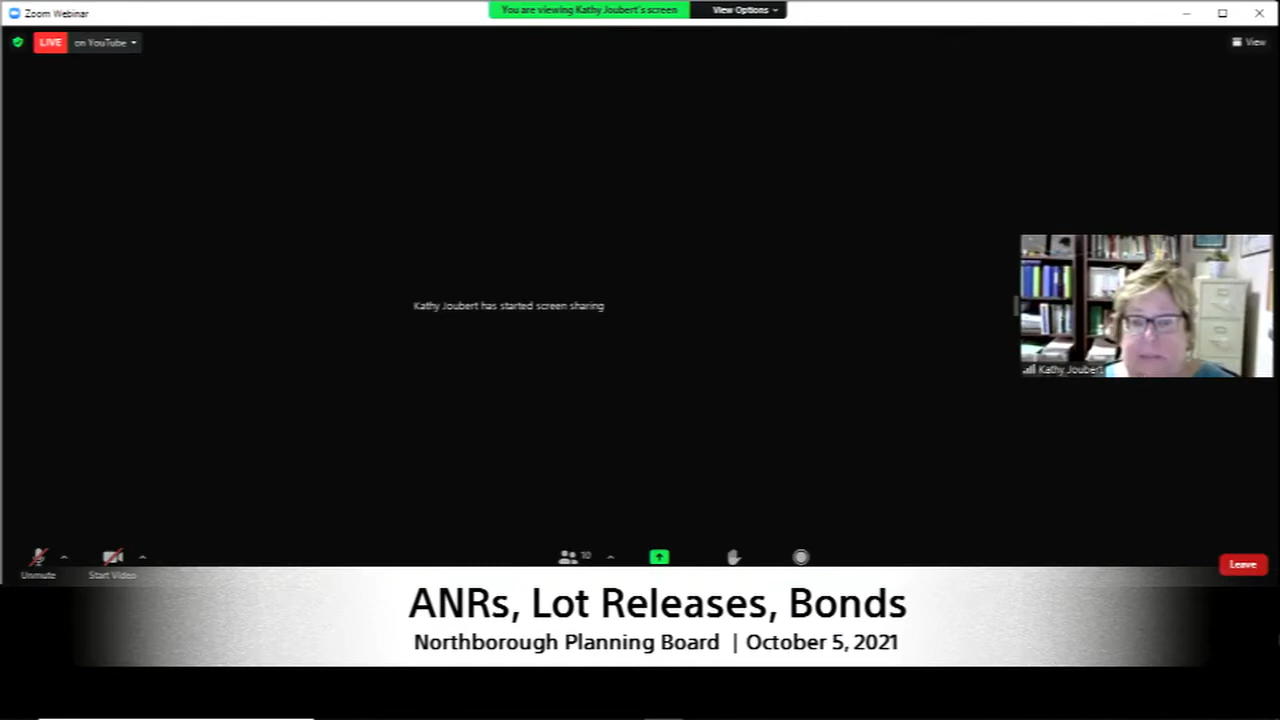 Zoom Webinar
You are viewing Kathy Joubert's screen
View Options
LIVE
on YouTube
View
Kathy Joubert has started screen sharing
Kathy Joubert
10
Unmute
Start Video
Leave
ANRs, Lot Releases, Bonds
Northborough Planning Board | October 5, 2021